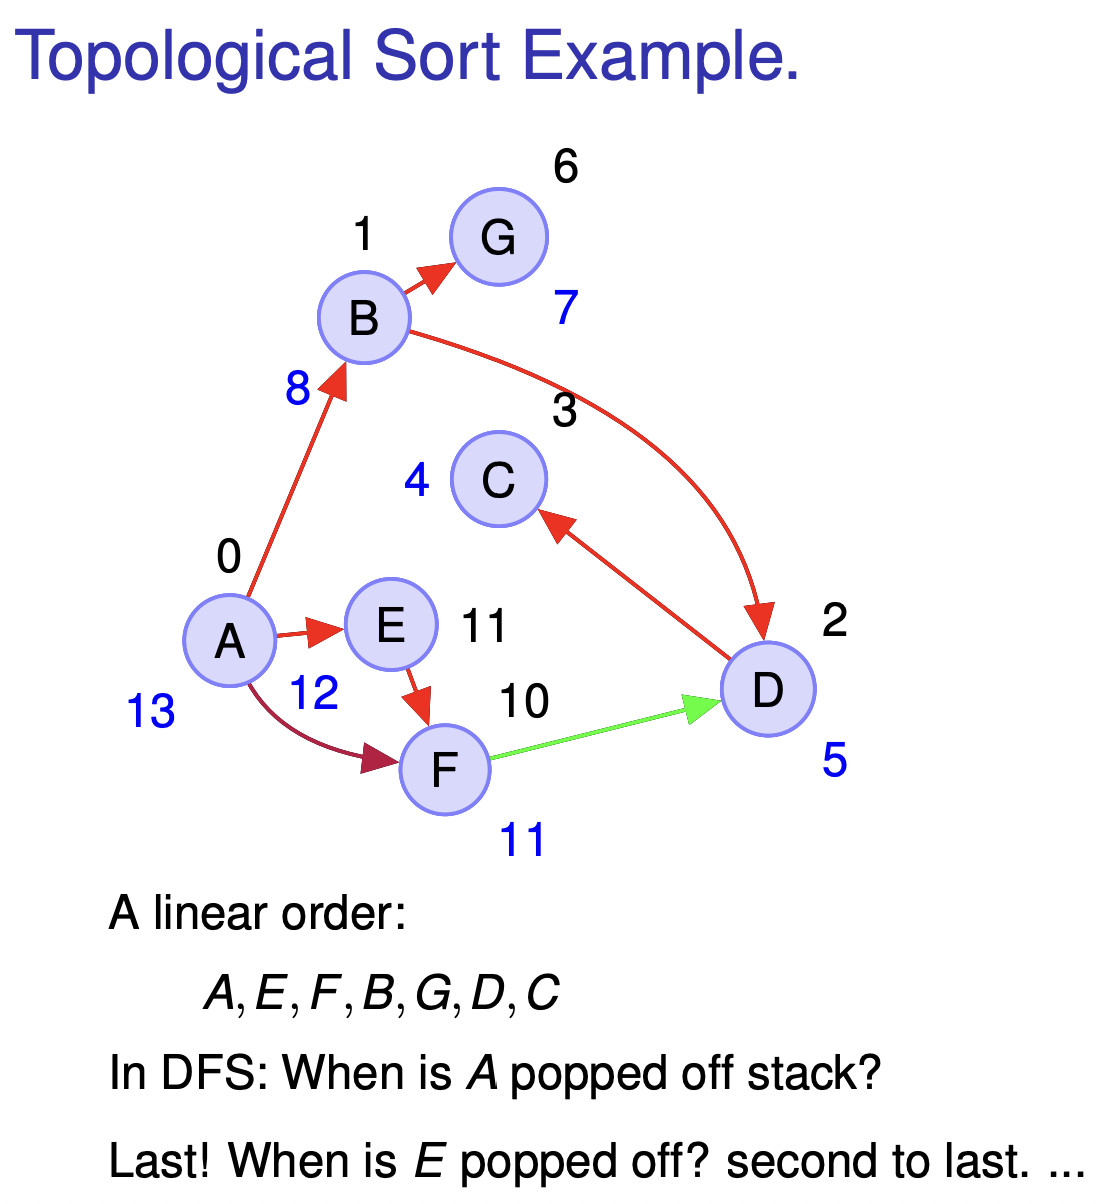 Topological Sort Example.
6
G
1
7
B
8
3
4
C
0
2
E
11
A
D
12
10
13
5
F
11
A linear order:
A, E, F, B, G, D, C
In DFS: When is A popped off stack?
Last! When is E popped off? second to last. ...